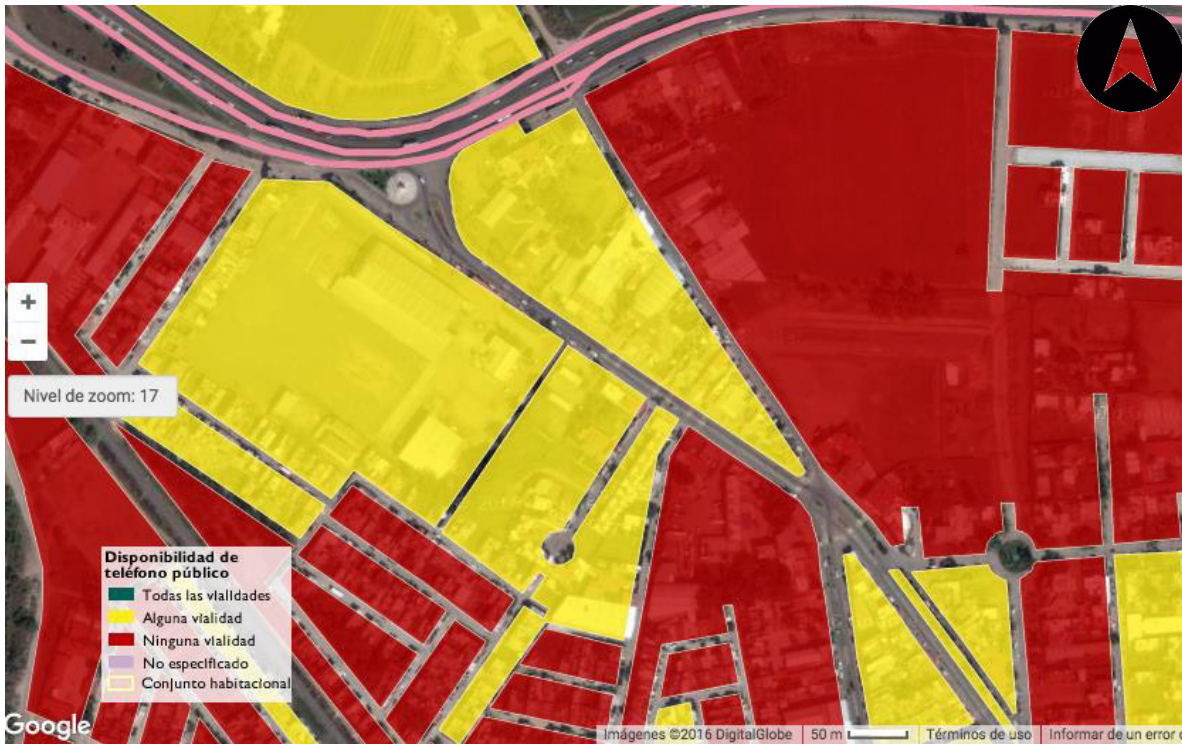 +
−
Nivel de zoom: 17
Disponibilidad de
teléfono público
Todas las vialidades
Alguna vialidad
Ninguna vialidad
No especificado
Conjunto habitacional
Google
Imágenes ©2016 DigitalGlobe
50 m
Términos de uso
Informar de un error d